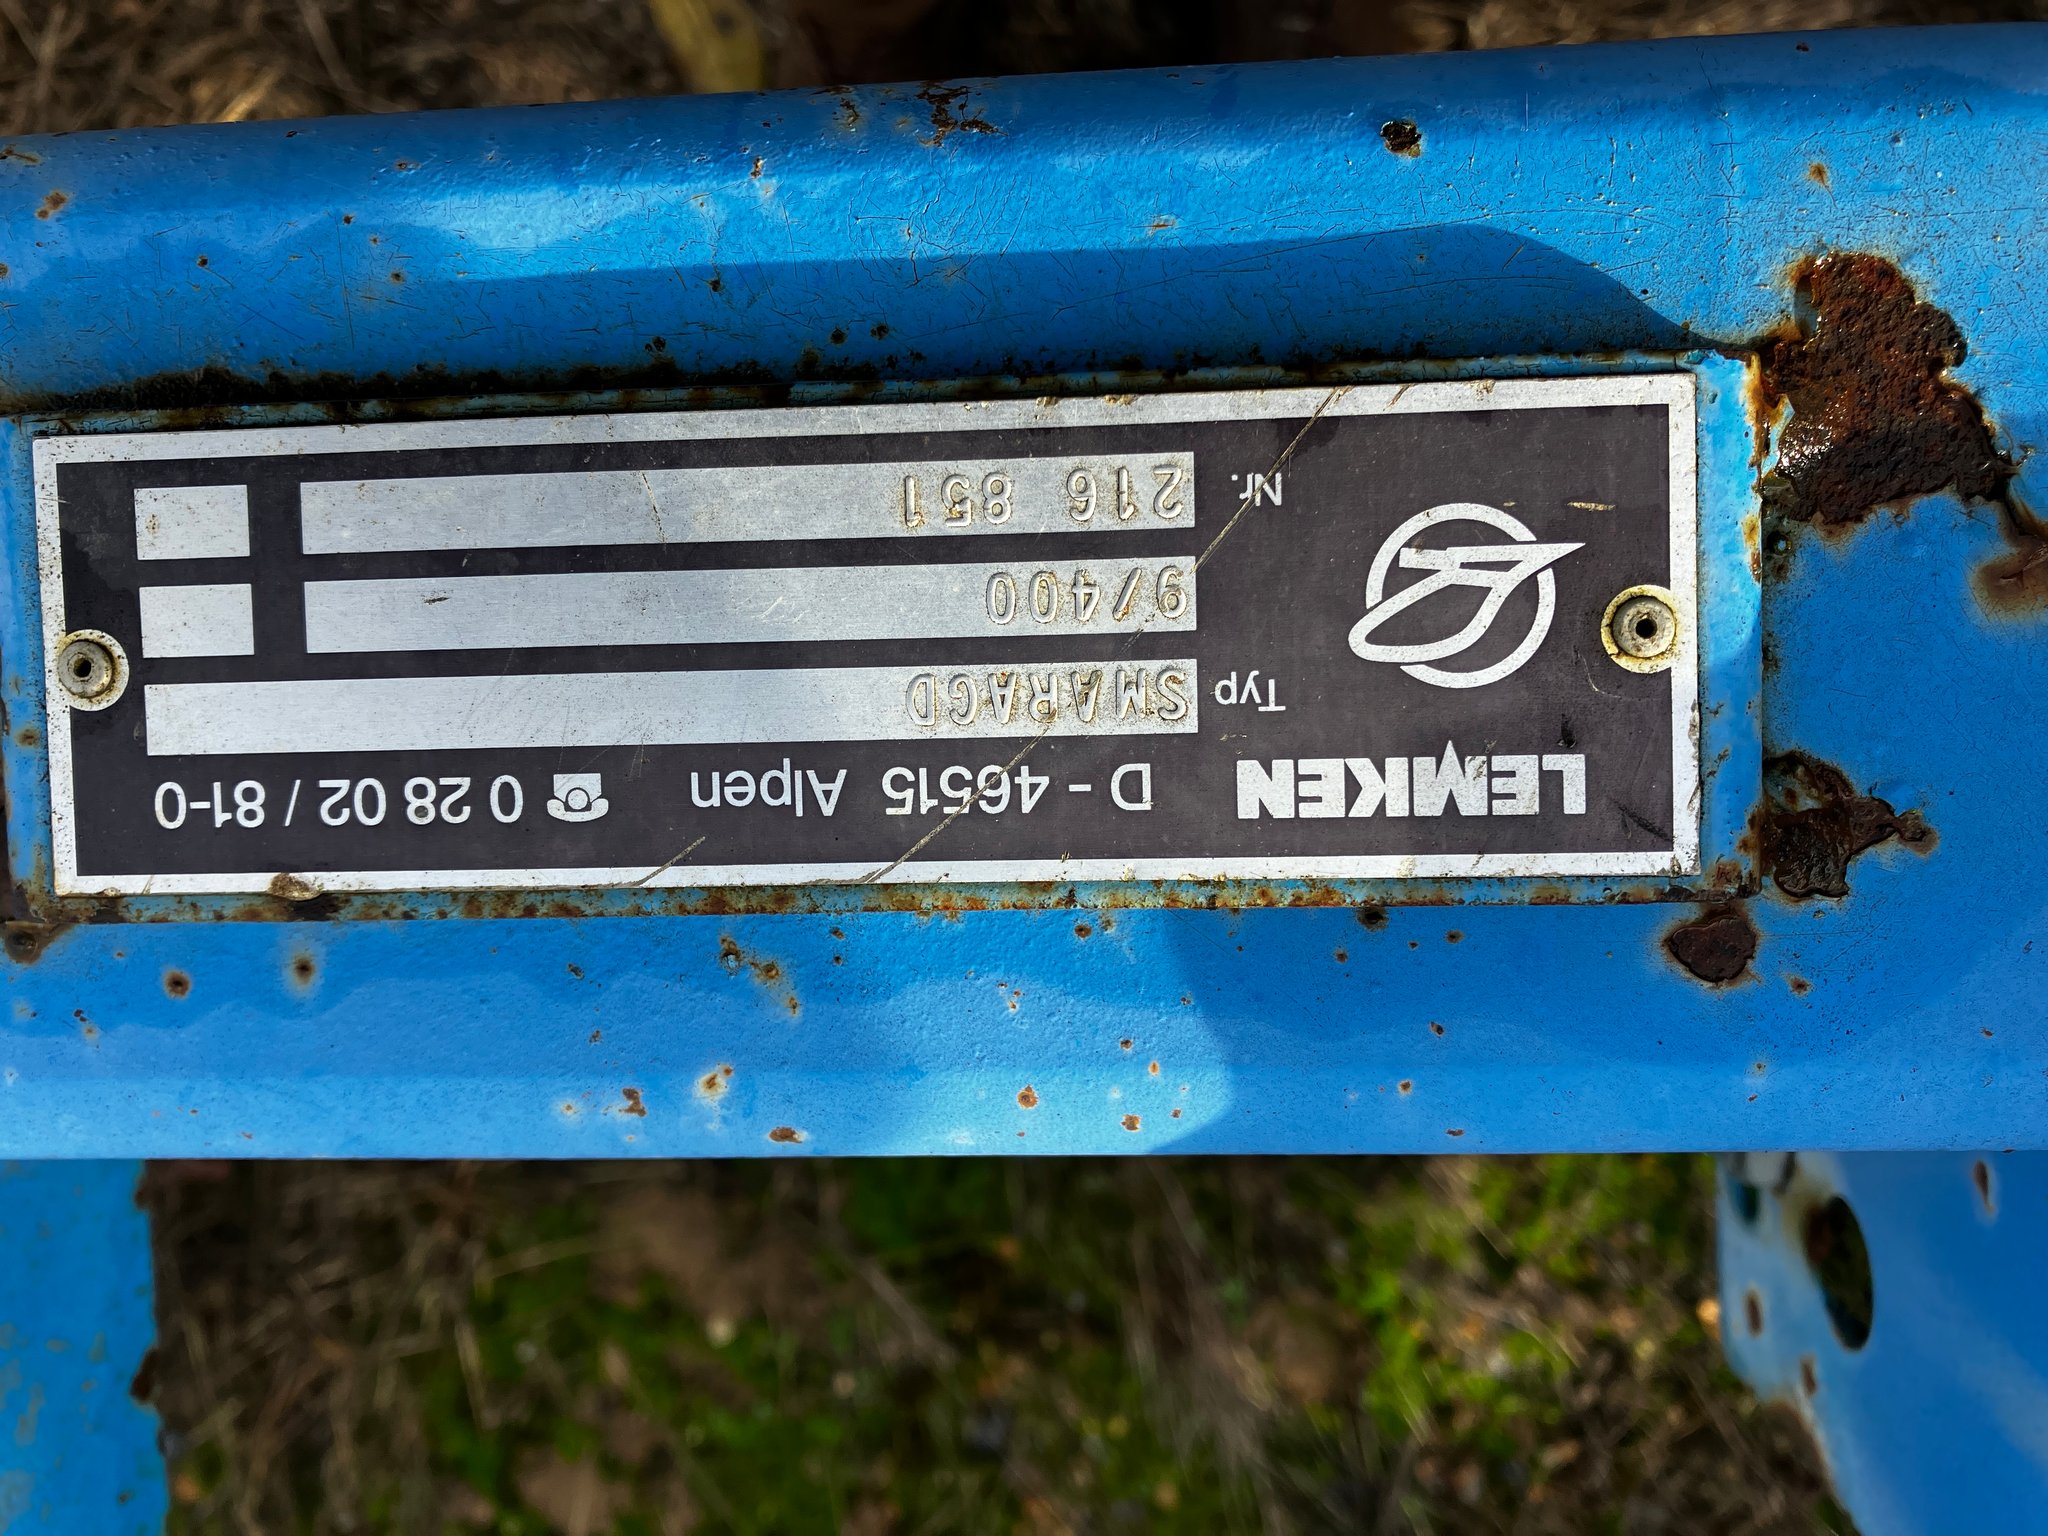 LEMKEN D - 46515 Alpen ☎ 0 28 02 / 81-0
Typ SMARAGD
9/400
Nr. 216 851